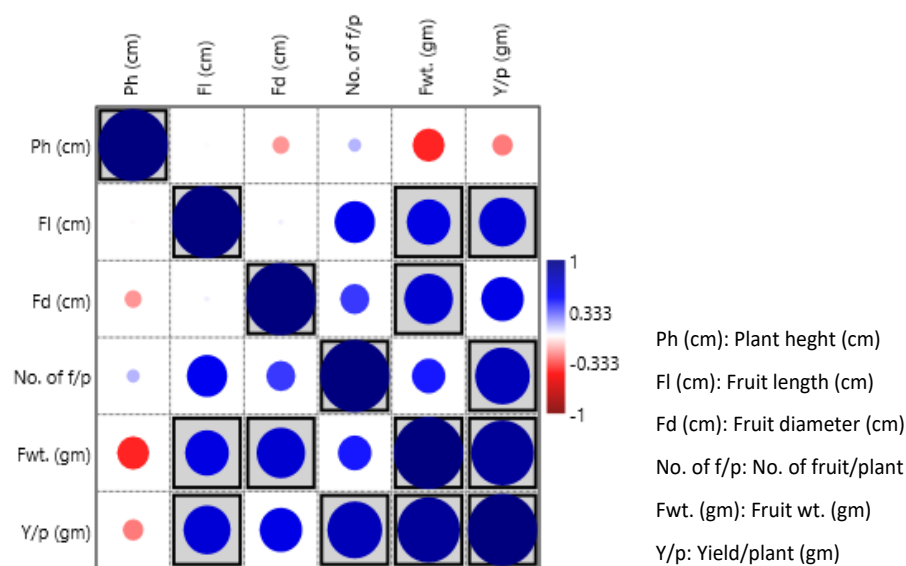 Ph (cm)
Fl (cm)
Fd (cm)
No. of f/p
Fwt. (gm)
Y/p (gm)
Ph (cm)
Fl (cm)
Fd (cm)
No. of f/p
Fwt. (gm)
Y/p (gm)
1
0.333
-0.333
-1
Ph (cm): Plant heght (cm)
Fl (cm): Fruit length (cm)
Fd (cm): Fruit diameter (cm)
No. of f/p: No. of fruit/plant
Fwt. (gm): Fruit wt. (gm)
Y/p: Yield/plant (gm)